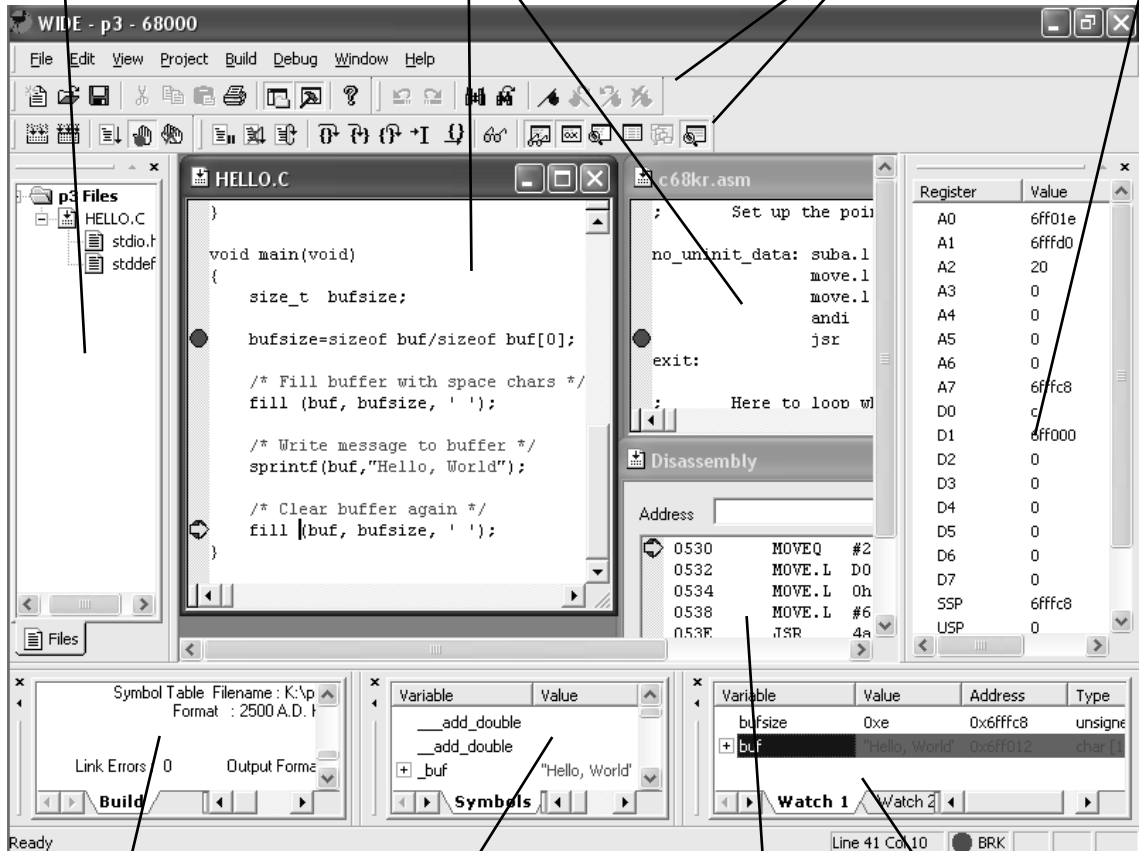 WIDE - p3 - 68000
File Edit View Project Build Debug Window Help
p3 Files
HELLO.C
stdio.h
stddef
Files
HELLO.C
}
void main(void)
{
size_t bufsize;
bufsize=sizeof buf/sizeof buf[0];
/* Fill buffer with space chars */
fill (buf, bufsize, ' ');
/* Write message to buffer */
sprintf(buf,"Hello, World");
/* Clear buffer again */
fill (buf, bufsize, ' ');
}
c68kr.asm
; Set up the poin
no_uninit_data: suba.l
move.l
move.l
andi
jsr
exit:
; Here to loop wh
Disassembly
Address
0530 MOVEQ #2
0532 MOVE.L D0
0534 MOVE.L 0h
0538 MOVE.L #6
053E JSR 4a
Register Value
A0 6ff01e
A1 6fffd0
A2 20
A3 0
A4 0
A5 0
A6 0
A7 6fffc8
D0 c
D1 6ff000
D2 0
D3 0
D4 0
D5 0
D6 0
D7 0
SSP 6fffc8
USP 0
Symbol Table Filename : K:\p
Format : 2500 A.D. H
Link Errors 0 Output Forma
Build
Variable Value
___add_double
__add_double
_buf "Hello, World"
Symbols
Variable Value Address Type
bufsize 0xe 0x6fffc8 unsigne
buf "Hello, World" 0x6ff012 char [1
Watch 1 Watch 2
Ready Line 41 Col 10 BRK